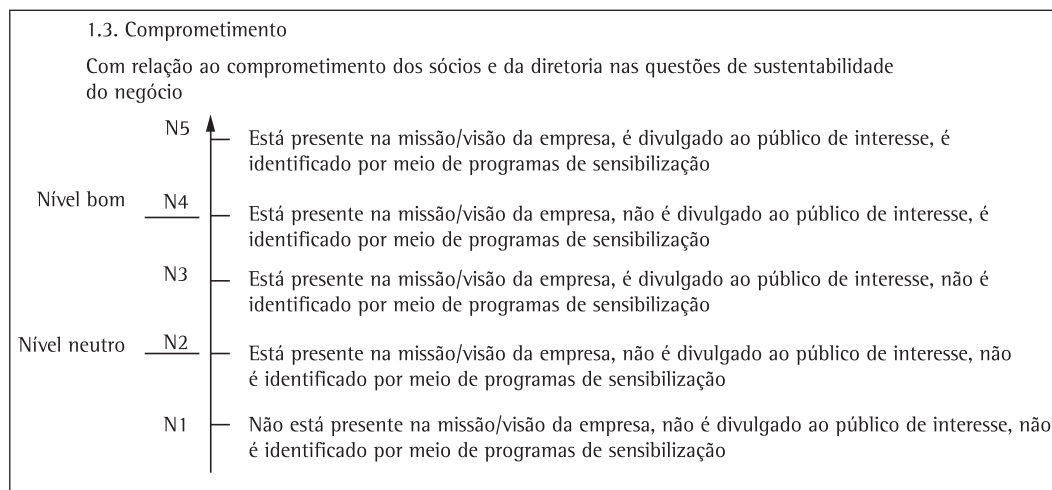 1.3. Comprometimento
Com relação ao comprometimento dos sócios e da diretoria nas questões de sustentabilidade
do negócio
N5
Está presente na missão/visão da empresa, é divulgado ao público de interesse, é
identificado por meio de programas de sensibilização
Nível bom
N4
Está presente na missão/visão da empresa, não é divulgado ao público de interesse, é
identificado por meio de programas de sensibilização
N3
Está presente na missão/visão da empresa, é divulgado ao público de interesse, não é
identificado por meio de programas de sensibilização
Nível neutro
N2
Está presente na missão/visão da empresa, não é divulgado ao público de interesse, não
é identificado por meio de programas de sensibilização
N1
Não está presente na missão/visão da empresa, não é divulgado ao público de interesse, não
é identificado por meio de programas de sensibilização